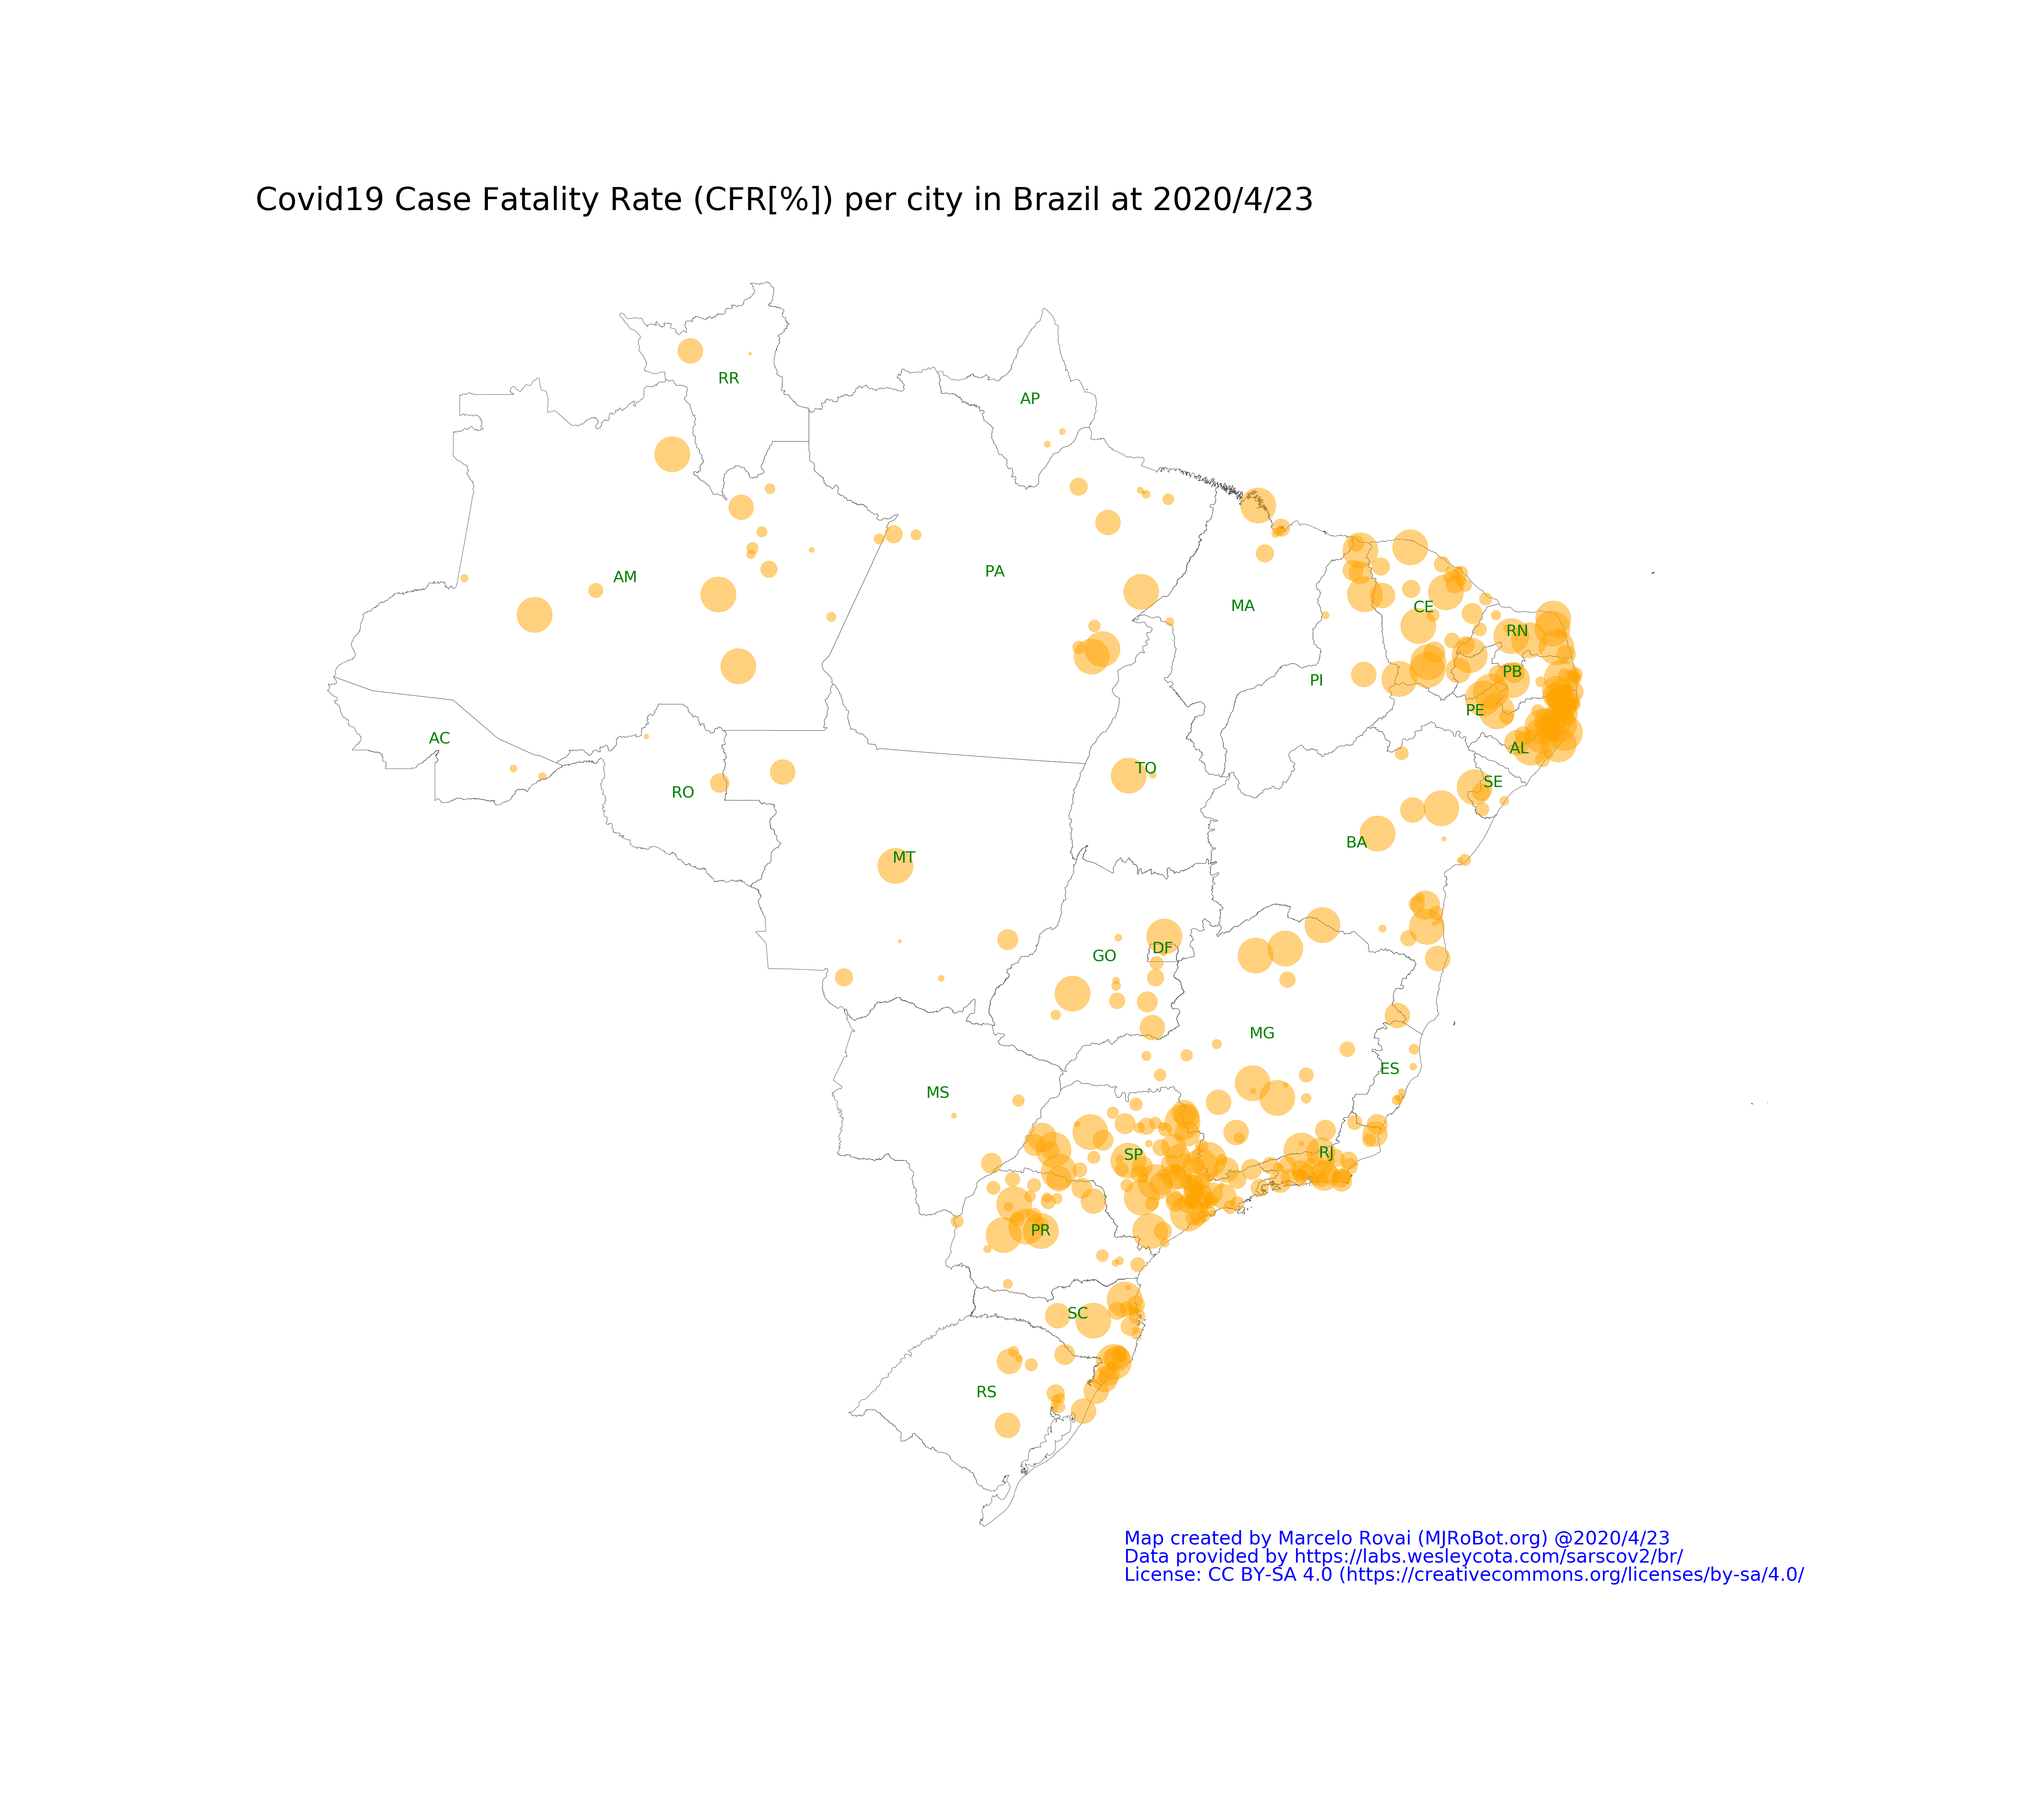 Covid19 Case Fatality Rate (CFR[%]) per city in Brazil at 2020/4/23
RR
AP
AM
PA
MA
CE
RN
PB
PI
PE
AC
AL
TO
SE
RO
BA
MT
DF
GO
MG
ES
MS
RJ
SP
PR
SC
RS
Map created by Marcelo Rovai (MJRoBot.org) @2020/4/23
Data provided by https://labs.wesleycota.com/sarscov2/br/
License: CC BY-SA 4.0 (https://creativecommons.org/licenses/by-sa/4.0/